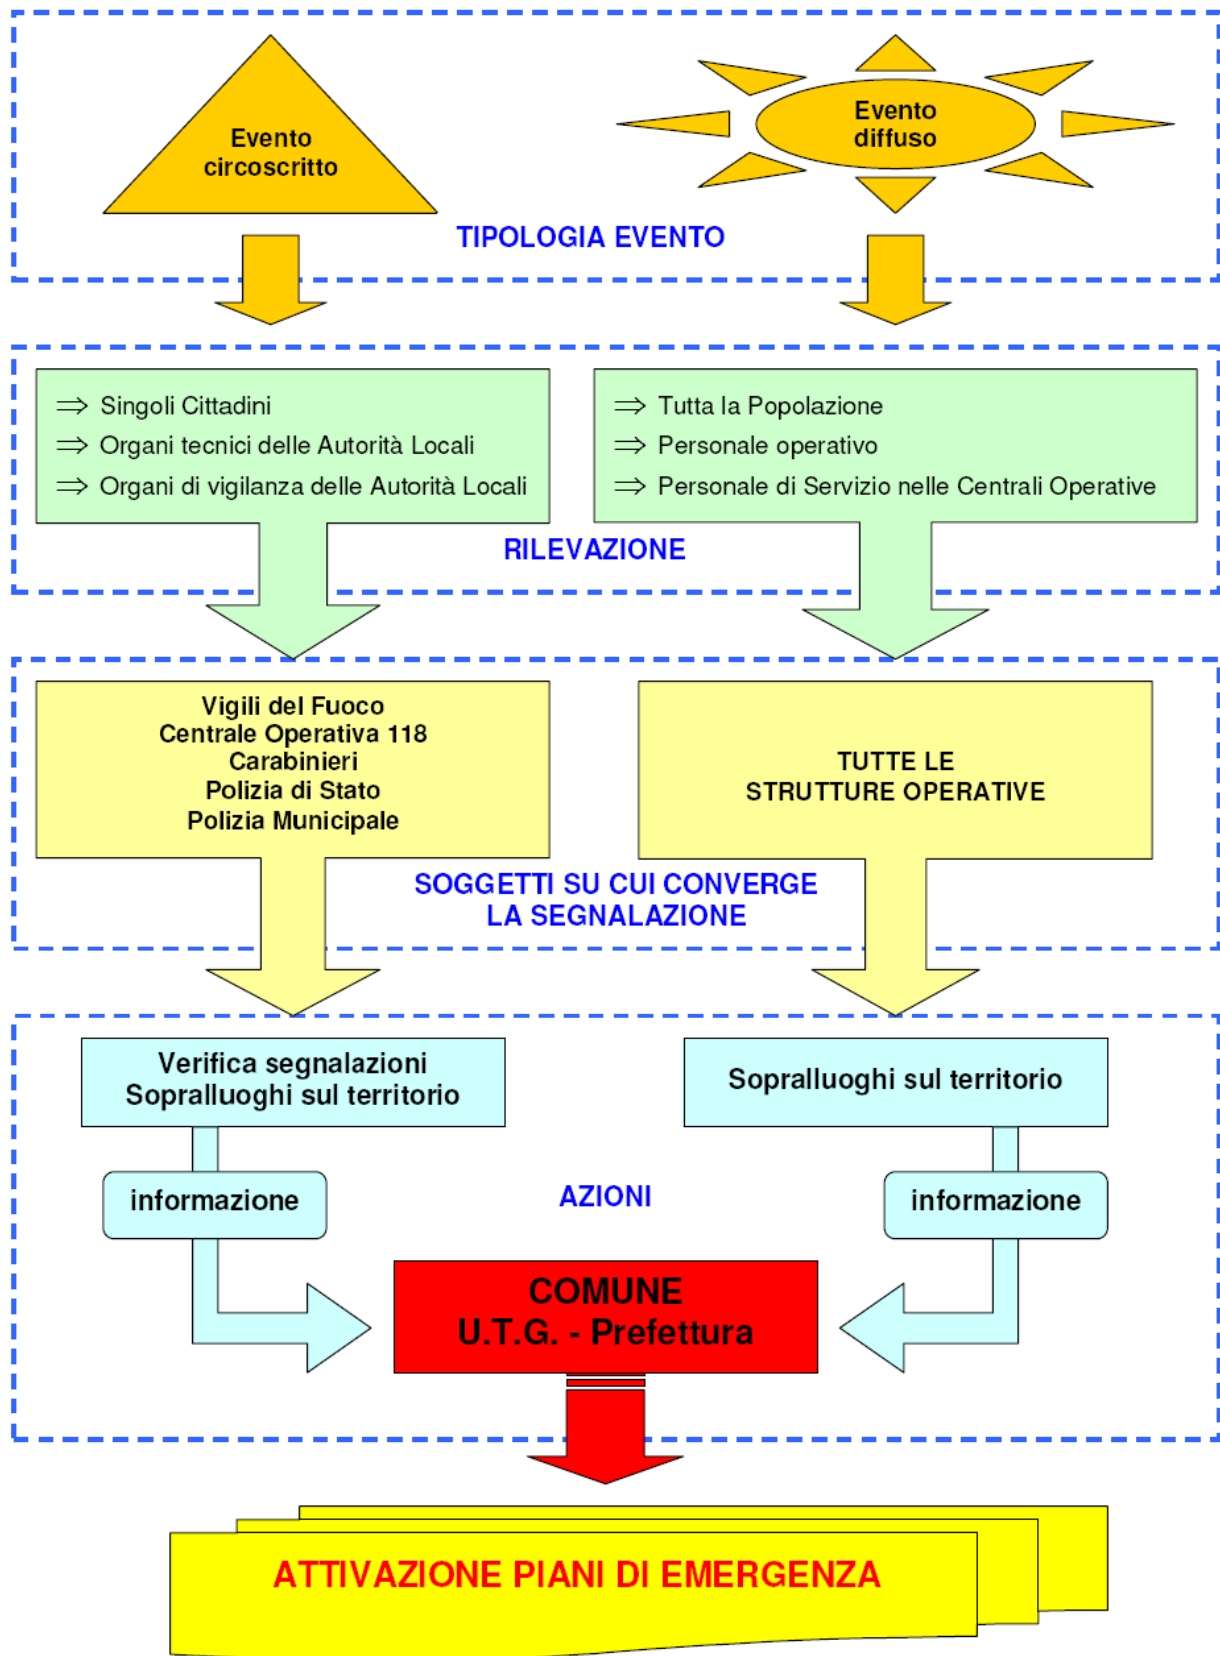 Evento
circoscritto
Evento
diffuso
TIPOLOGIA EVENTO
⇒ Singoli Cittadini
⇒ Organi tecnici delle Autorità Locali
⇒ Organi di vigilanza delle Autorità Locali
⇒ Tutta la Popolazione
⇒ Personale operativo
⇒ Personale di Servizio nelle Centrali Operative
RILEVAZIONE
Vigili del Fuoco
Centrale Operativa 118
Carabinieri
Polizia di Stato
Polizia Municipale
TUTTE LE
STRUTTURE OPERATIVE
SOGGETTI SU CUI CONVERGE
LA SEGNALAZIONE
Verifica segnalazioni
Sopralluoghi sul territorio
Sopralluoghi sul territorio
informazione
AZIONI
informazione
COMUNE
U.T.G. - Prefettura
ATTIVAZIONE PIANI DI EMERGENZA